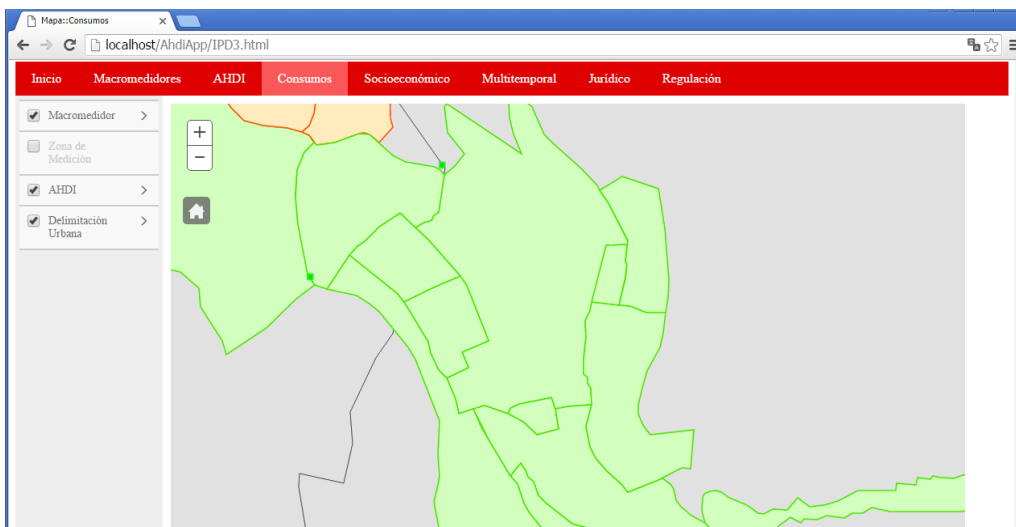 Mapa::Consumos
localhost/AhdiApp/IPD3.html
Inicio Macromedidores AHDI Consumos Socioeconómico Multitemporal Jurídico Regulación
Macromedidor
Zona de
Medición
AHDI
Delimitación
Urbana
+
−